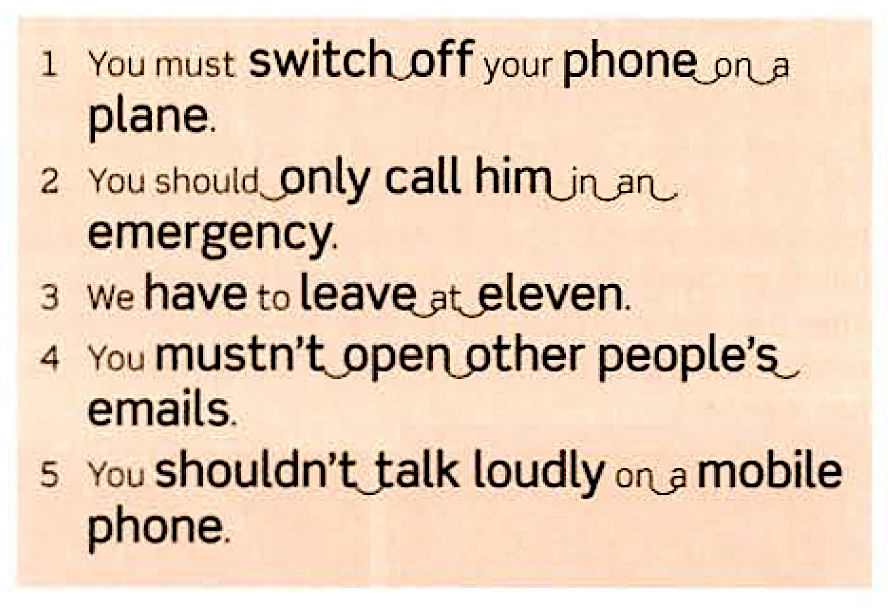 1 You must switch off your phone on a
plane.
2 You should only call him in an
emergency.
3 We have to leave at eleven.
4 You mustn't open other people's
emails.
5 You shouldn't talk loudly on a mobile
phone.